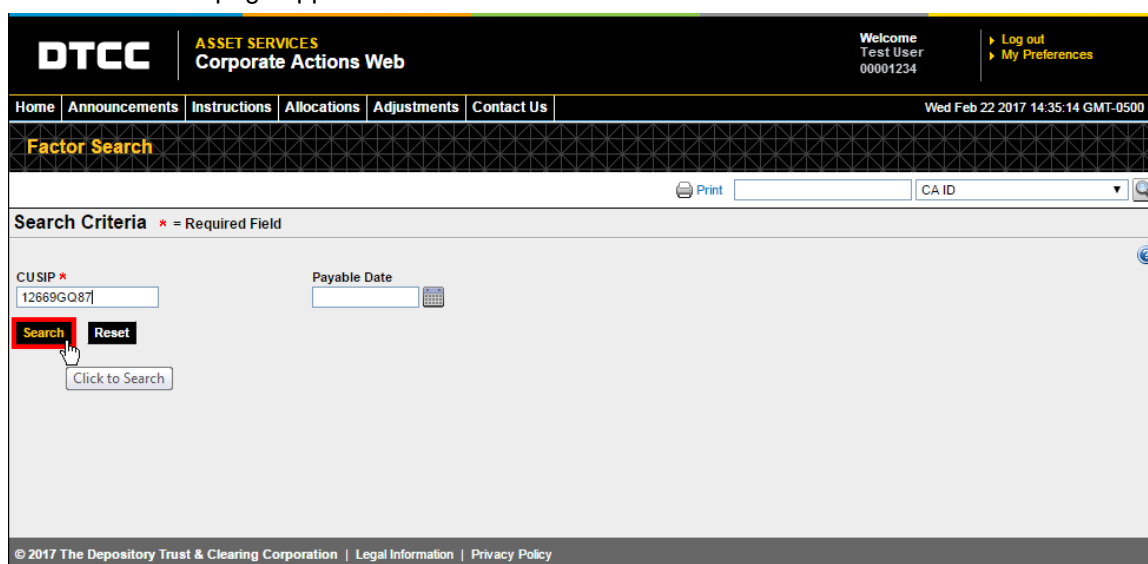 DTCC
ASSET SERVICES
Corporate Actions Web
Welcome
Test User
00001234
Log out
My Preferences
Home Announcements Instructions Allocations Adjustments Contact Us
Wed Feb 22 2017 14:35:14 GMT-0500
Factor Search
Print
CA ID
Search Criteria * = Required Field
CUSIP *
Payable Date
12669GQ87
Search
Reset
Click to Search
© 2017 The Depository Trust & Clearing Corporation | Legal Information | Privacy Policy